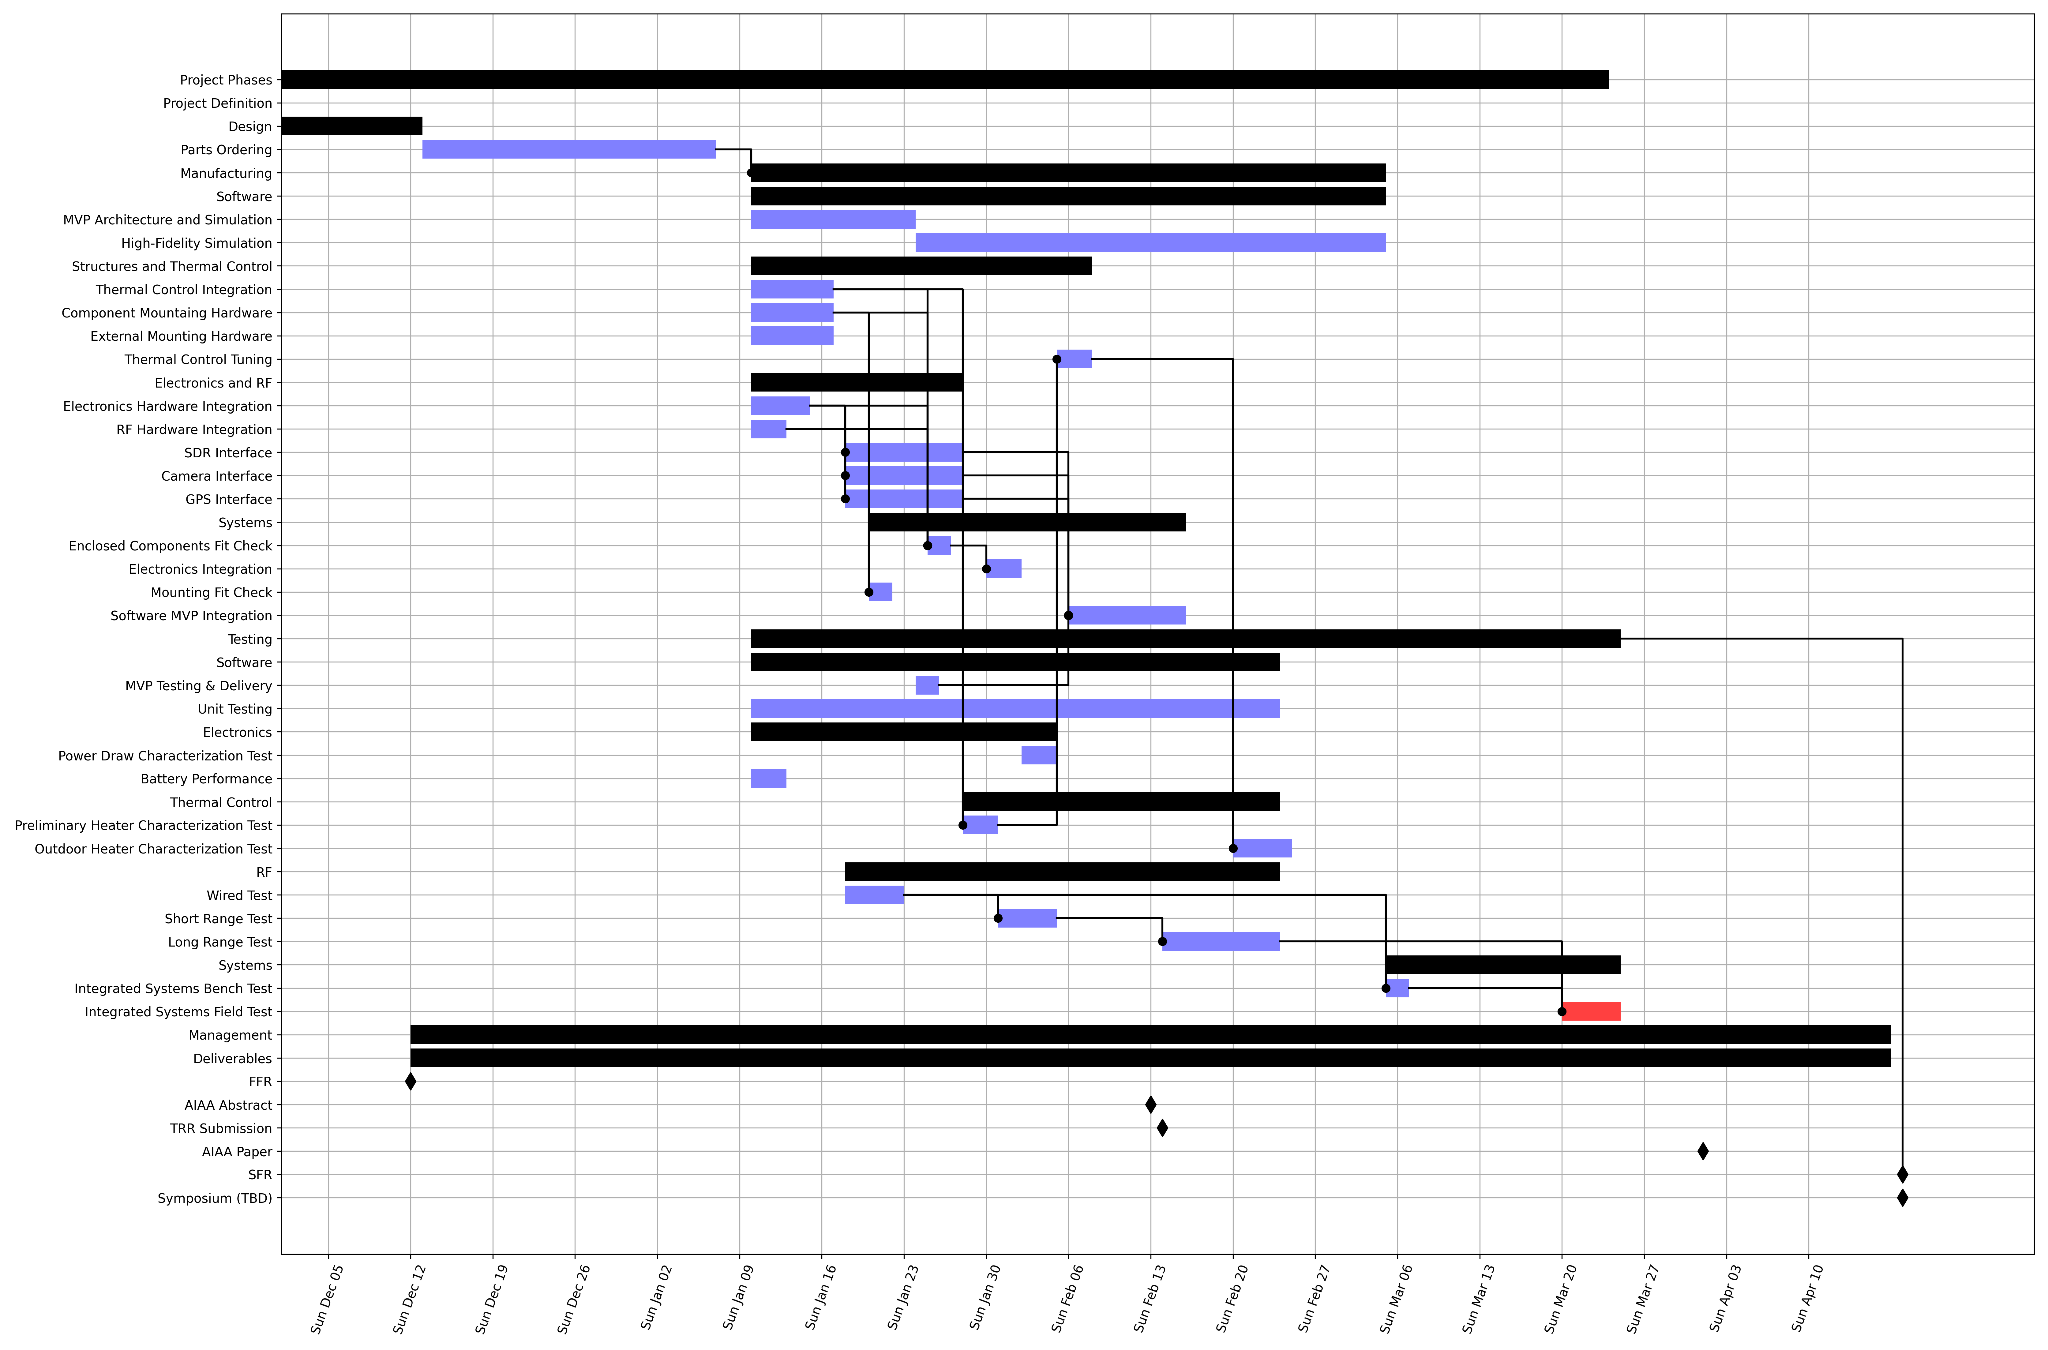 Project Phases
Project Definition
Design
Parts Ordering
Manufacturing
Software
MVP Architecture and Simulation
High-Fidelity Simulation
Structures and Thermal Control
Thermal Control Integration
Component Mountaing Hardware
External Mounting Hardware
Thermal Control Tuning
Electronics and RF
Electronics Hardware Integration
RF Hardware Integration
SDR Interface
Camera Interface
GPS Interface
Systems
Enclosed Components Fit Check
Electronics Integration
Mounting Fit Check
Software MVP Integration
Testing
Software
MVP Testing & Delivery
Unit Testing
Electronics
Power Draw Characterization Test
Battery Performance
Thermal Control
Preliminary Heater Characterization Test
Outdoor Heater Characterization Test
RF
Wired Test
Short Range Test
Long Range Test
Systems
Integrated Systems Bench Test
Integrated Systems Field Test
Management
Deliverables
FFR
AIAA Abstract
TRR Submission
AIAA Paper
SFR
Symposium (TBD)
Sun Dec 05
Sun Dec 12
Sun Dec 19
Sun Dec 26
Sun Jan 02
Sun Jan 09
Sun Jan 16
Sun Jan 23
Sun Jan 30
Sun Feb 06
Sun Feb 13
Sun Feb 20
Sun Feb 27
Sun Mar 06
Sun Mar 13
Sun Mar 20
Sun Mar 27
Sun Apr 03
Sun Apr 10